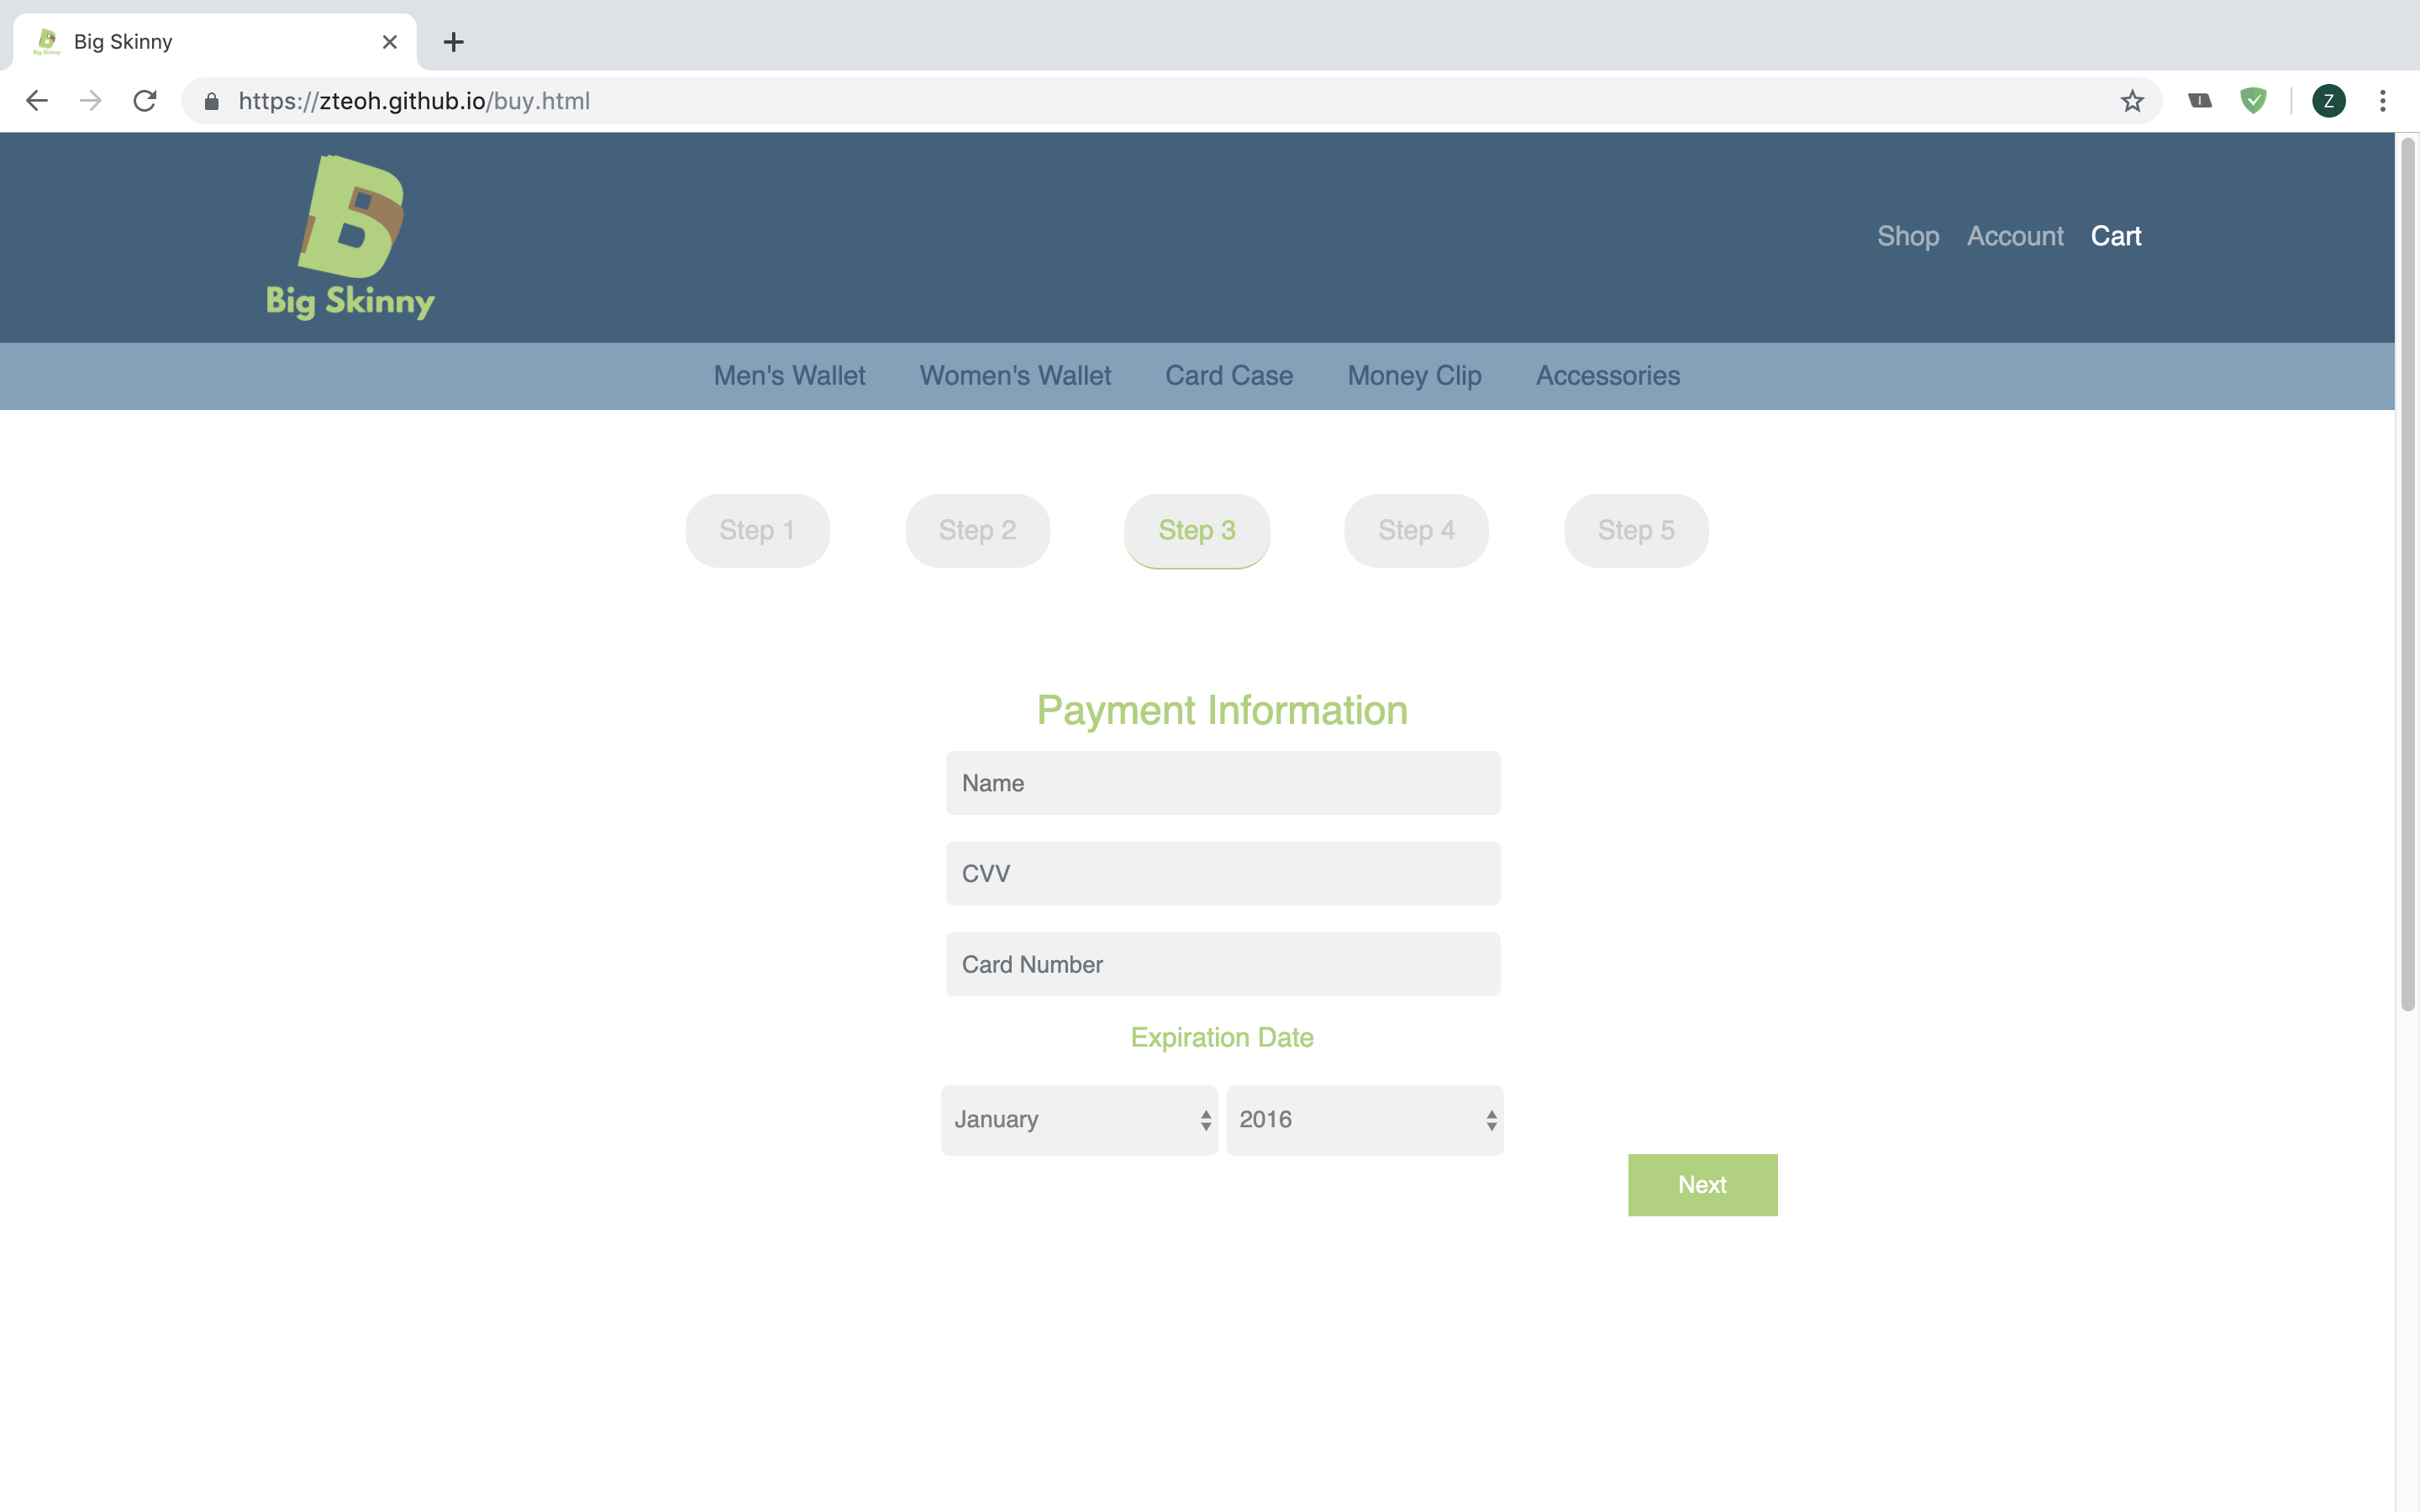 Big Skinny
https://zteoh.github.io/buy.html
Z
Big Skinny
Shop Account Cart
Men's Wallet Women's Wallet Card Case Money Clip Accessories
Step 1 Step 2 Step 3 Step 4 Step 5
Payment Information
Name
CVV
Card Number
Expiration Date
January 2016
Next